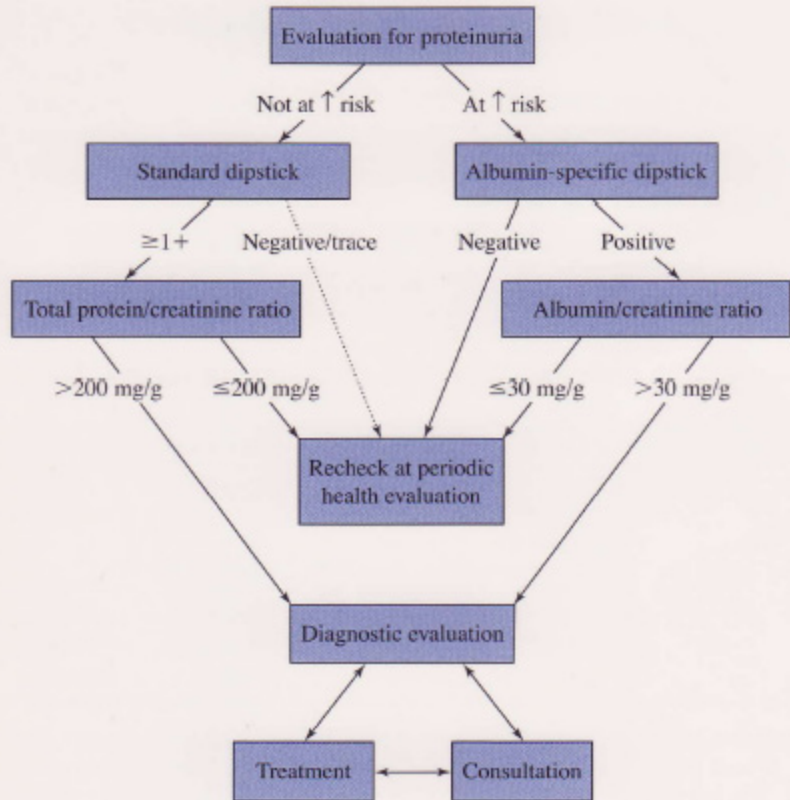 Evaluation for proteinuria
Not at ↑ risk
At ↑ risk
Standard dipstick
Albumin-specific dipstick
≥1+
Negative/trace
Negative
Positive
Total protein/creatinine ratio
Albumin/creatinine ratio
>200 mg/g
≤200 mg/g
≤30 mg/g
>30 mg/g
Recheck at periodic
health evaluation
Diagnostic evaluation
Treatment
Consultation